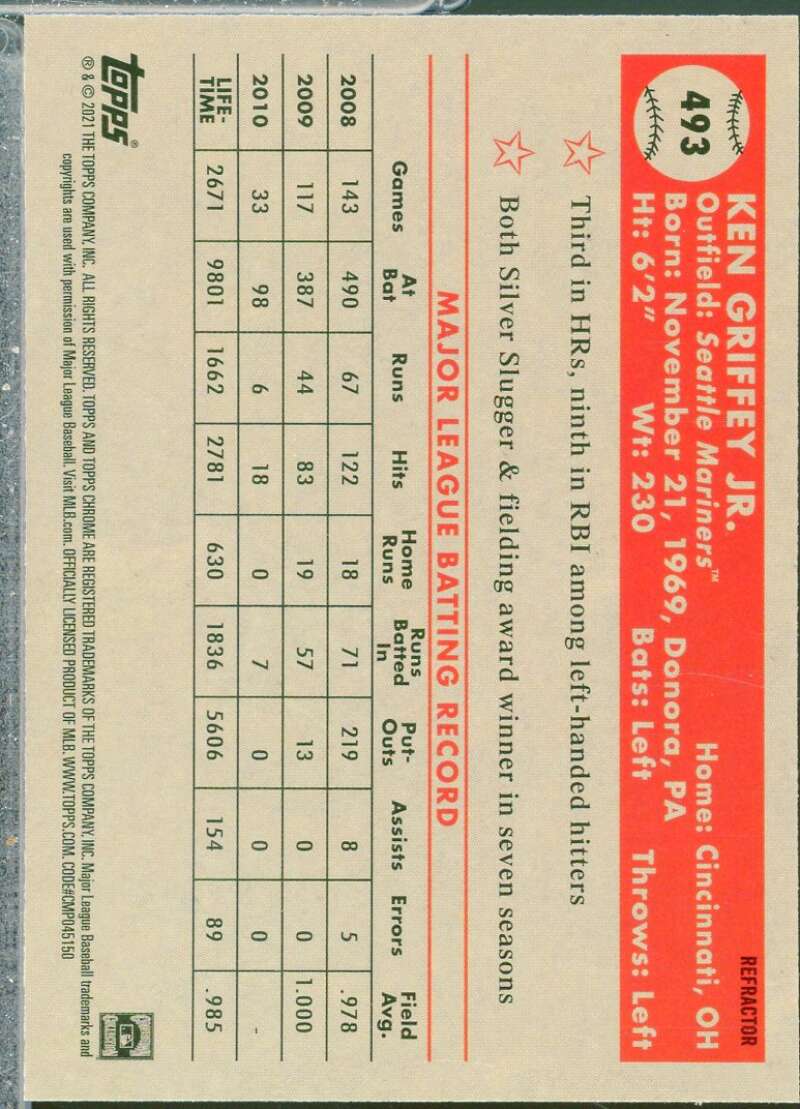 REFRACTOR
493
KEN GRIFFEY JR.
Outfield: Seattle Mariners™ Home: Cincinnati, OH
Born: November 21, 1969, Donora, PA
Ht: 6'2" Wt: 230 Bats: Left Throws: Left
Third in HRs, ninth in RBI among left-handed hitters
Both Silver Slugger & fielding award winner in seven seasons
MAJOR LEAGUE BATTING RECORD
Games At Bat Runs Hits Home Runs Runs Batted In Put-Outs Assists Errors Field Avg.
2008 143 490 67 122 18 71 219 8 5 .978
2009 117 387 44 83 19 57 13 0 0 1.000
2010 33 98 6 18 0 7 0 0 0 -
LIFE-TIME 2671 9801 1662 2781 630 1836 5606 154 89 .985
topps®
® & © 2021 THE TOPPS COMPANY, INC. ALL RIGHTS RESERVED. TOPPS AND TOPPS CHROME ARE REGISTERED TRADEMARKS OF THE TOPPS COMPANY, INC. Major League Baseball trademarks and
copyrights are used with permission of Major League Baseball. Visit MLB.com. OFFICIALLY LICENSED PRODUCT OF MLB. WWW.TOPPS.COM. CODE#CMP045150